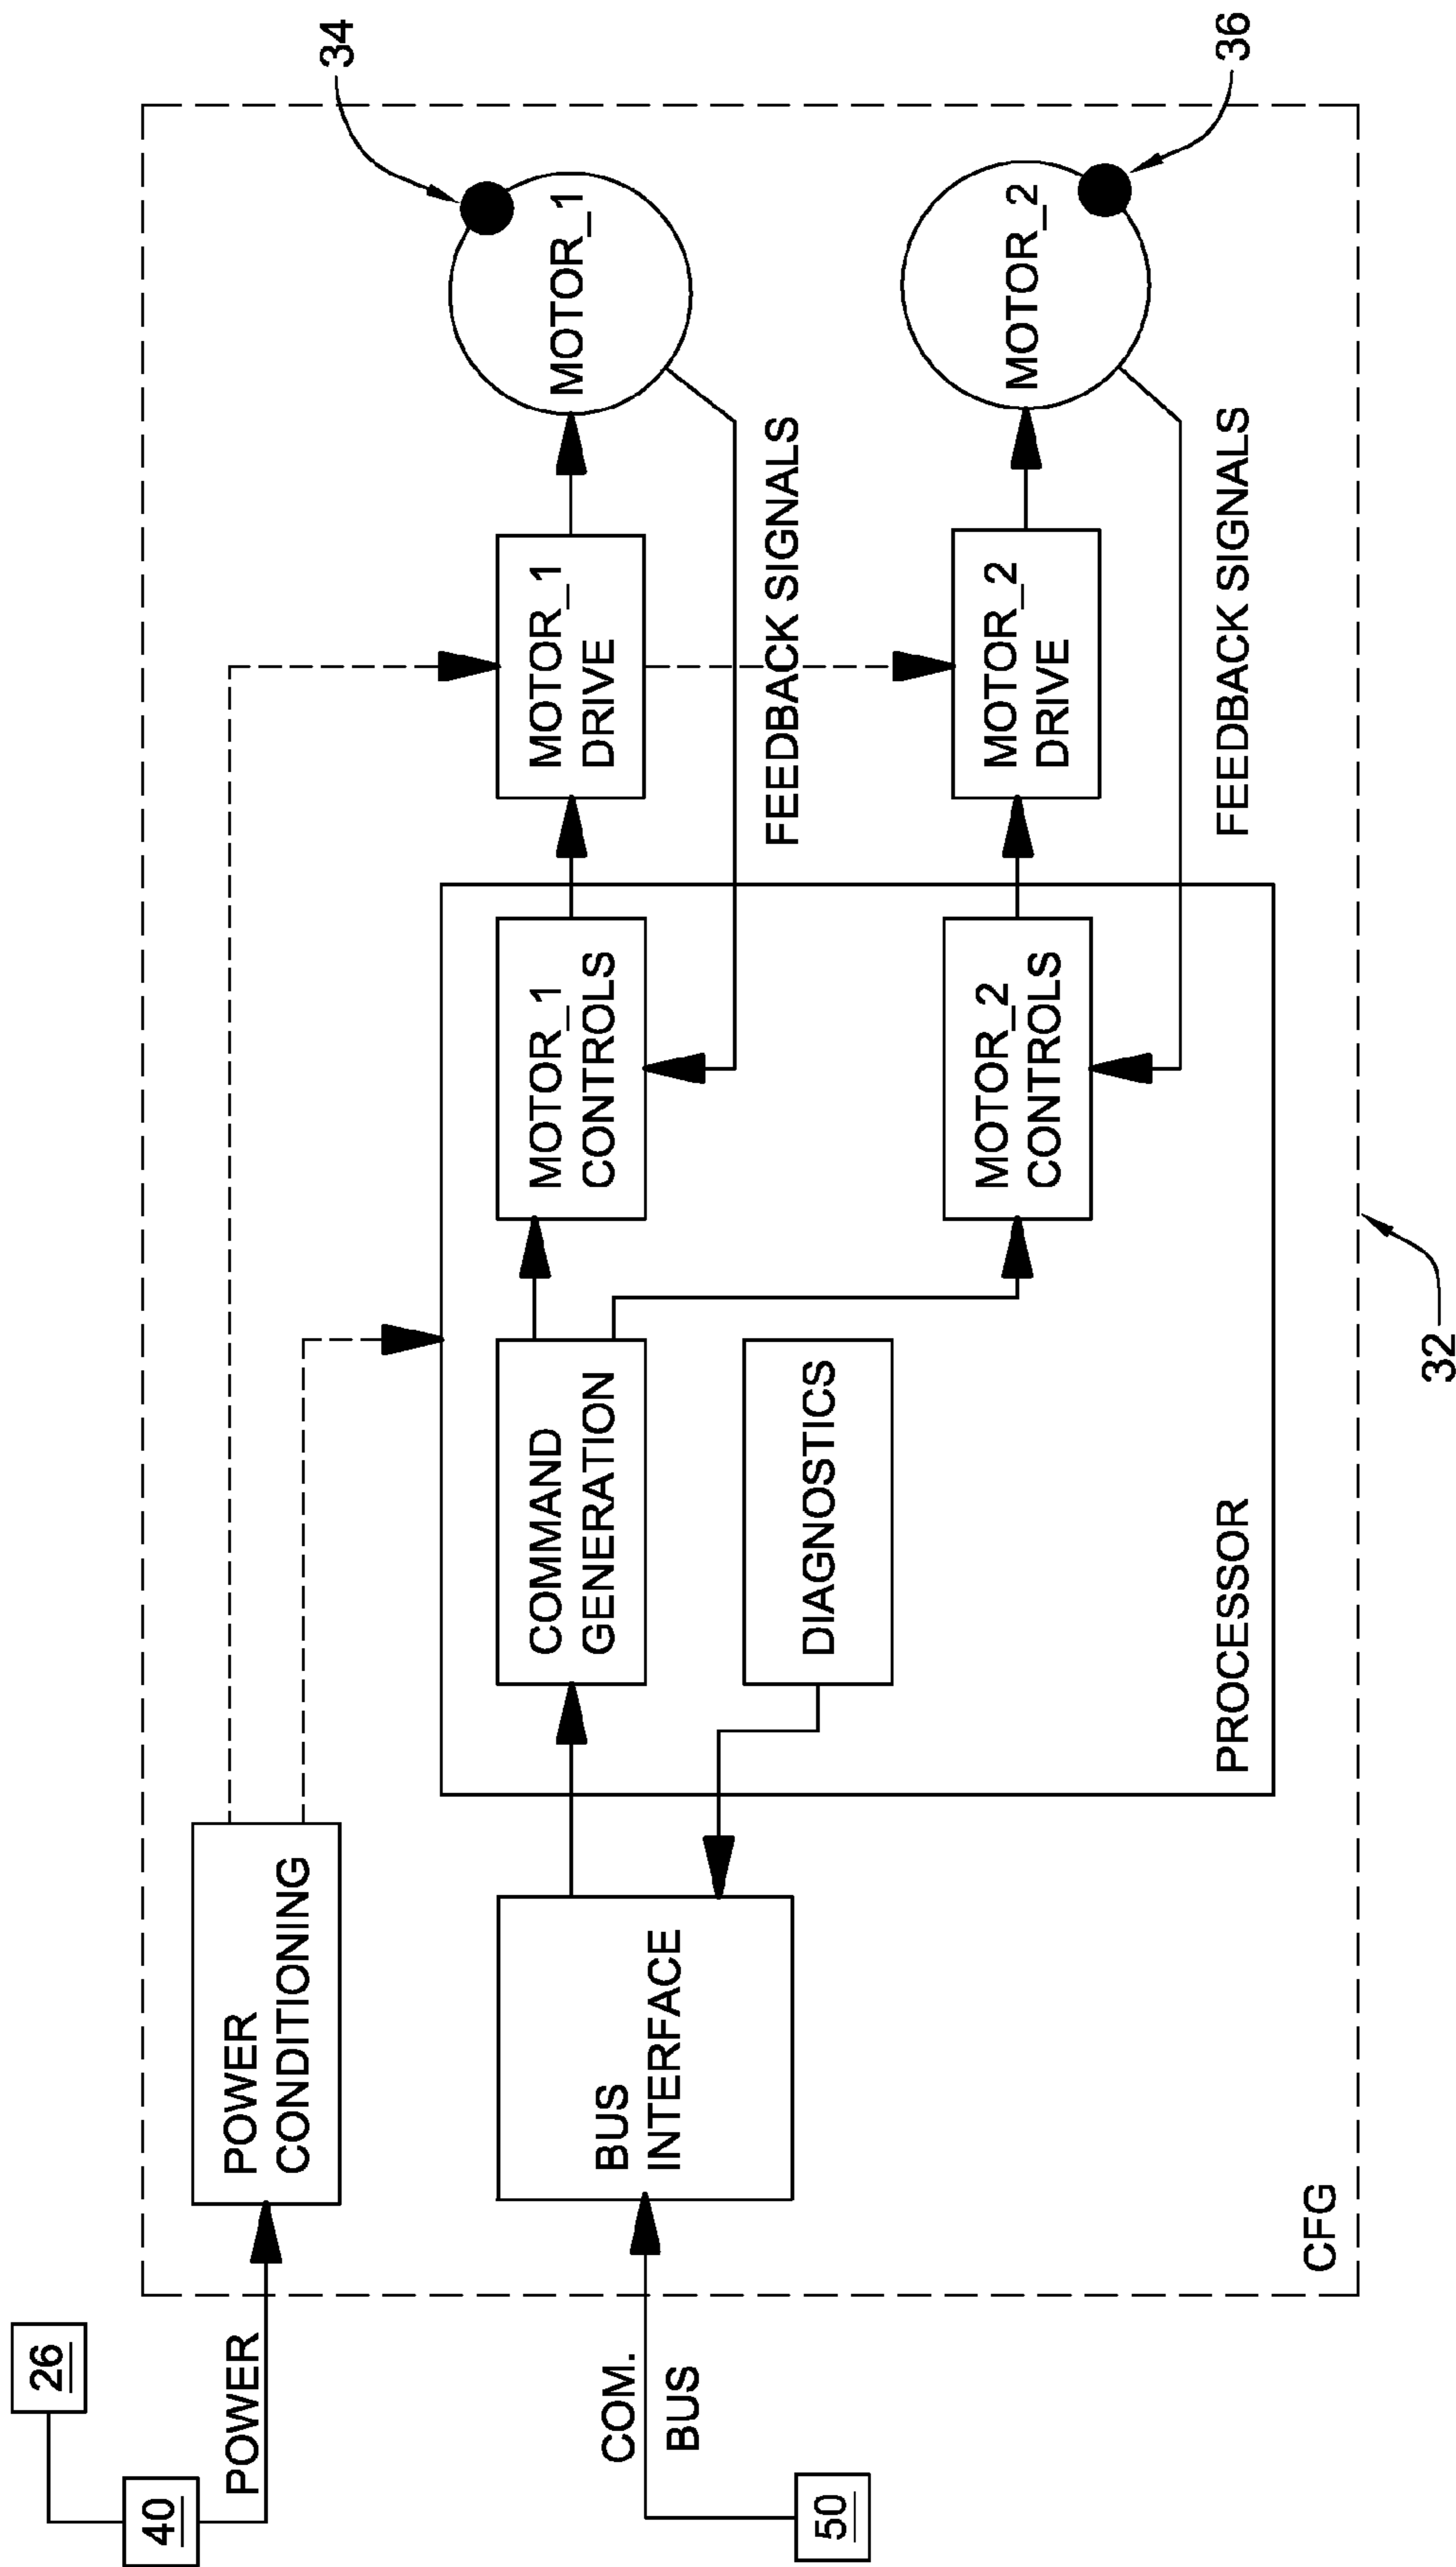 26
40
POWER
POWER
CONDITIONING
COM.
BUS
50
BUS
INTERFACE
COMMAND
GENERATION
DIAGNOSTICS
PROCESSOR
MOTOR_1
CONTROLS
MOTOR_2
CONTROLS
MOTOR_1
DRIVE
MOTOR_2
DRIVE
FEEDBACK SIGNALS
FEEDBACK SIGNALS
MOTOR_1
MOTOR_2
34
36
32
CFG